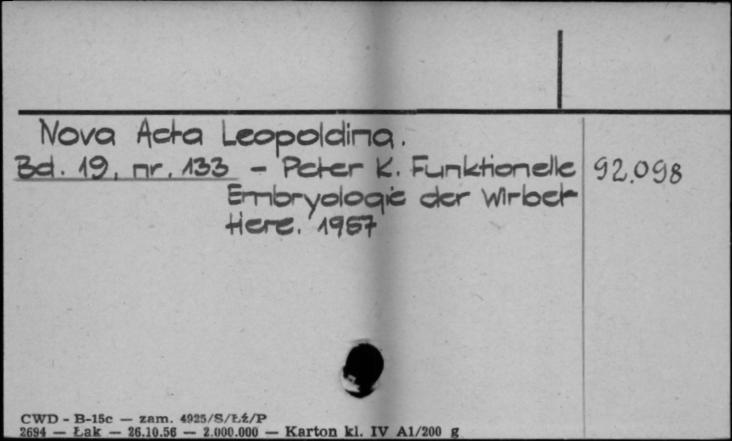 Nova Acta Leopoldina.
Bd. 19, nr. 133 - Peter K. Funktionelle 92.098
Embryologie der Wirbel-
tiere. 1957
CWD - B-15c — zam. 4925/S/Łź/P
2694 — Łak — 26.10.56 — 2.000.000 — Karton kl. IV A1/200 g